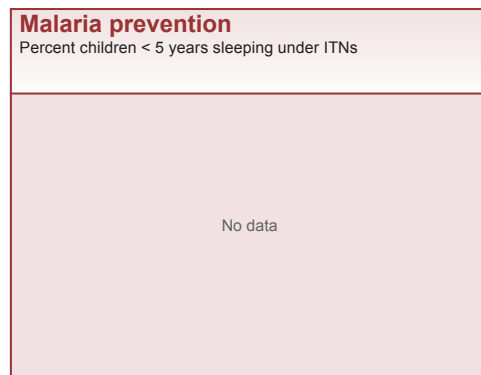 Malaria prevention
Percent children < 5 years sleeping under ITNs
No data